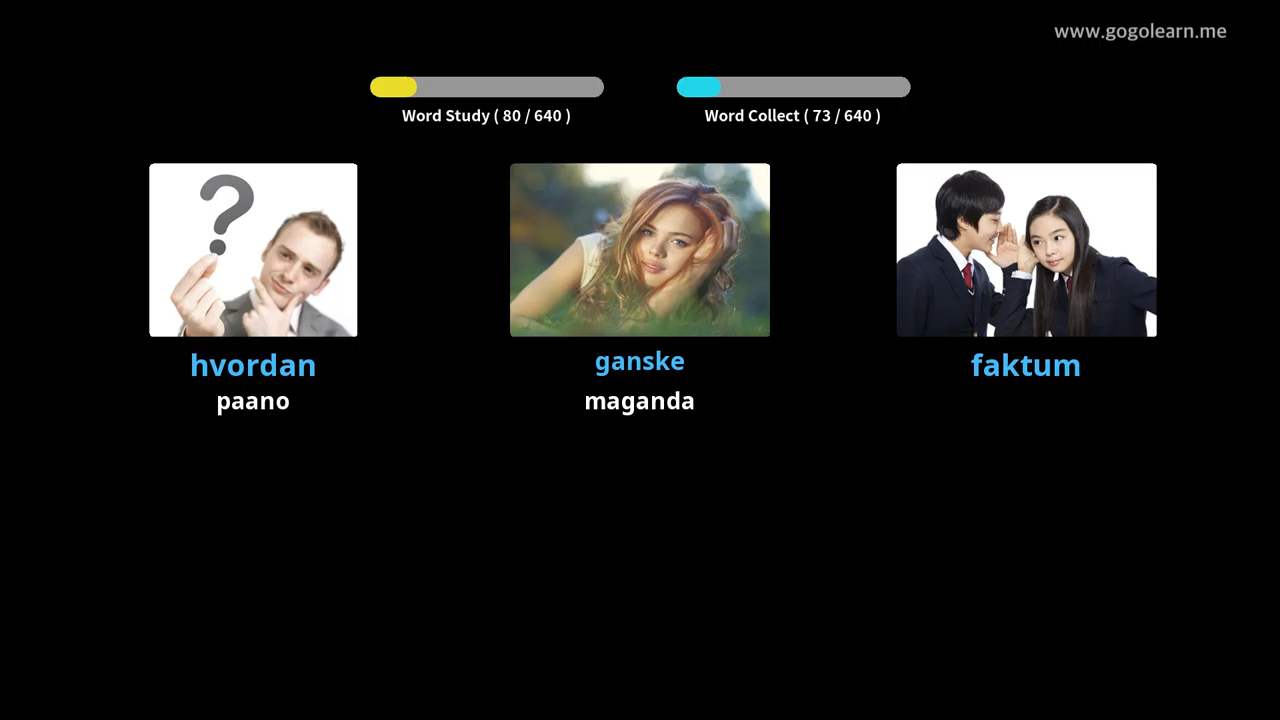 www.gogolearn.me
Word Study ( 80 / 640 )
Word Collect ( 73 / 640 )
hvordan
ganske
faktum
paano
maganda